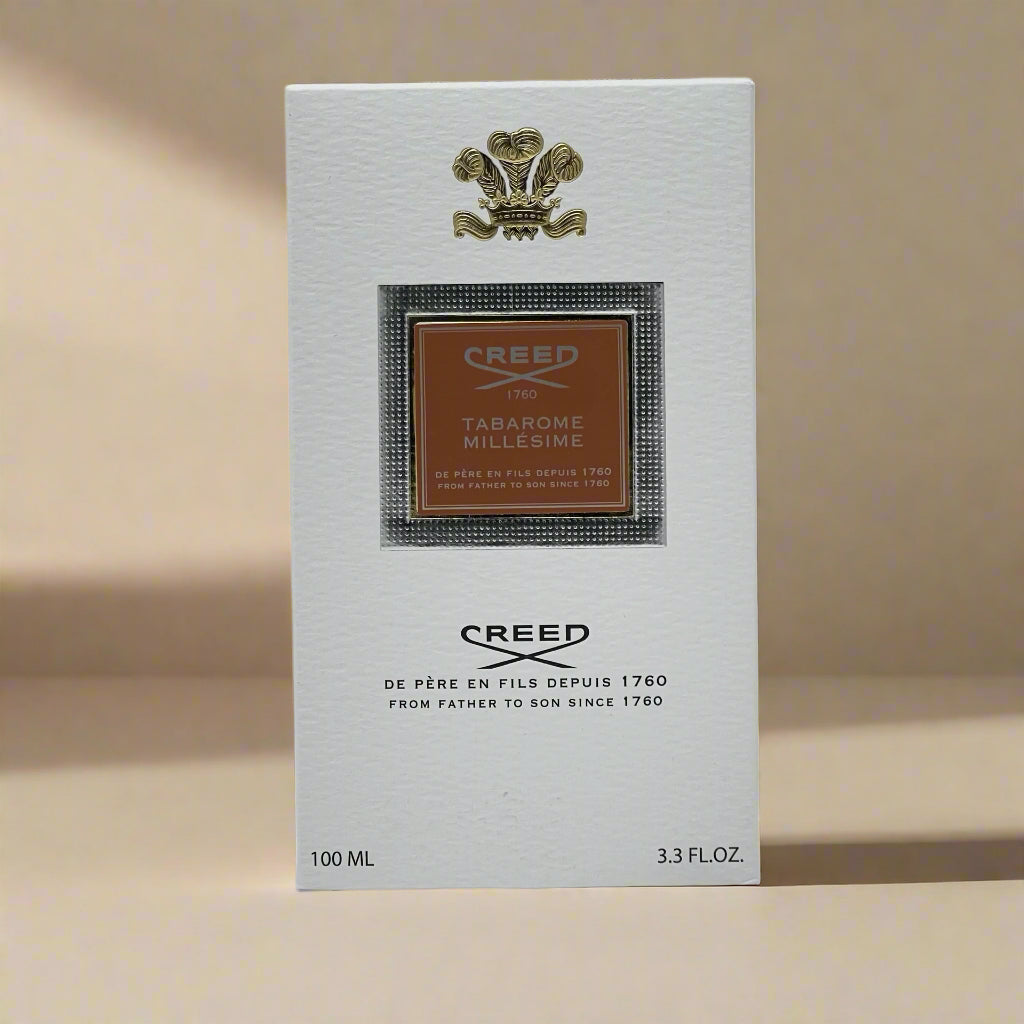 CREED
1760
TABAROME
MILLÉSIME
DE PÈRE EN FILS DEPUIS 1760
FROM FATHER TO SON SINCE 1760
CREED
DE PÈRE EN FILS DEPUIS 1760
FROM FATHER TO SON SINCE 1760
100 ML
3.3 FL.OZ.